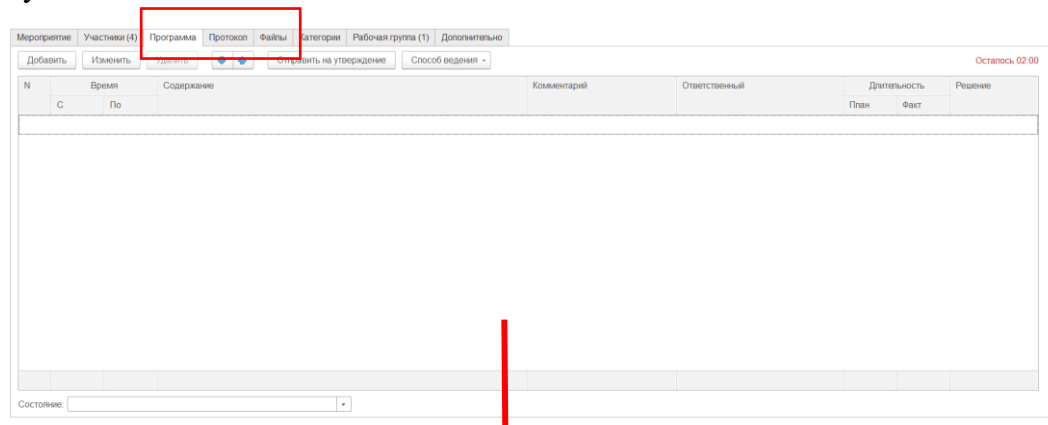 Мероприятие Участники (4) Программа Протокол Файлы Категории Рабочая группа (1) Дополнительно
Добавить Изменить Удалить Отправить на утверждение Способ ведения Осталось 02:00
N Время Содержание Комментарий Ответственный Длительность Решение
С По План Факт
Состояние: